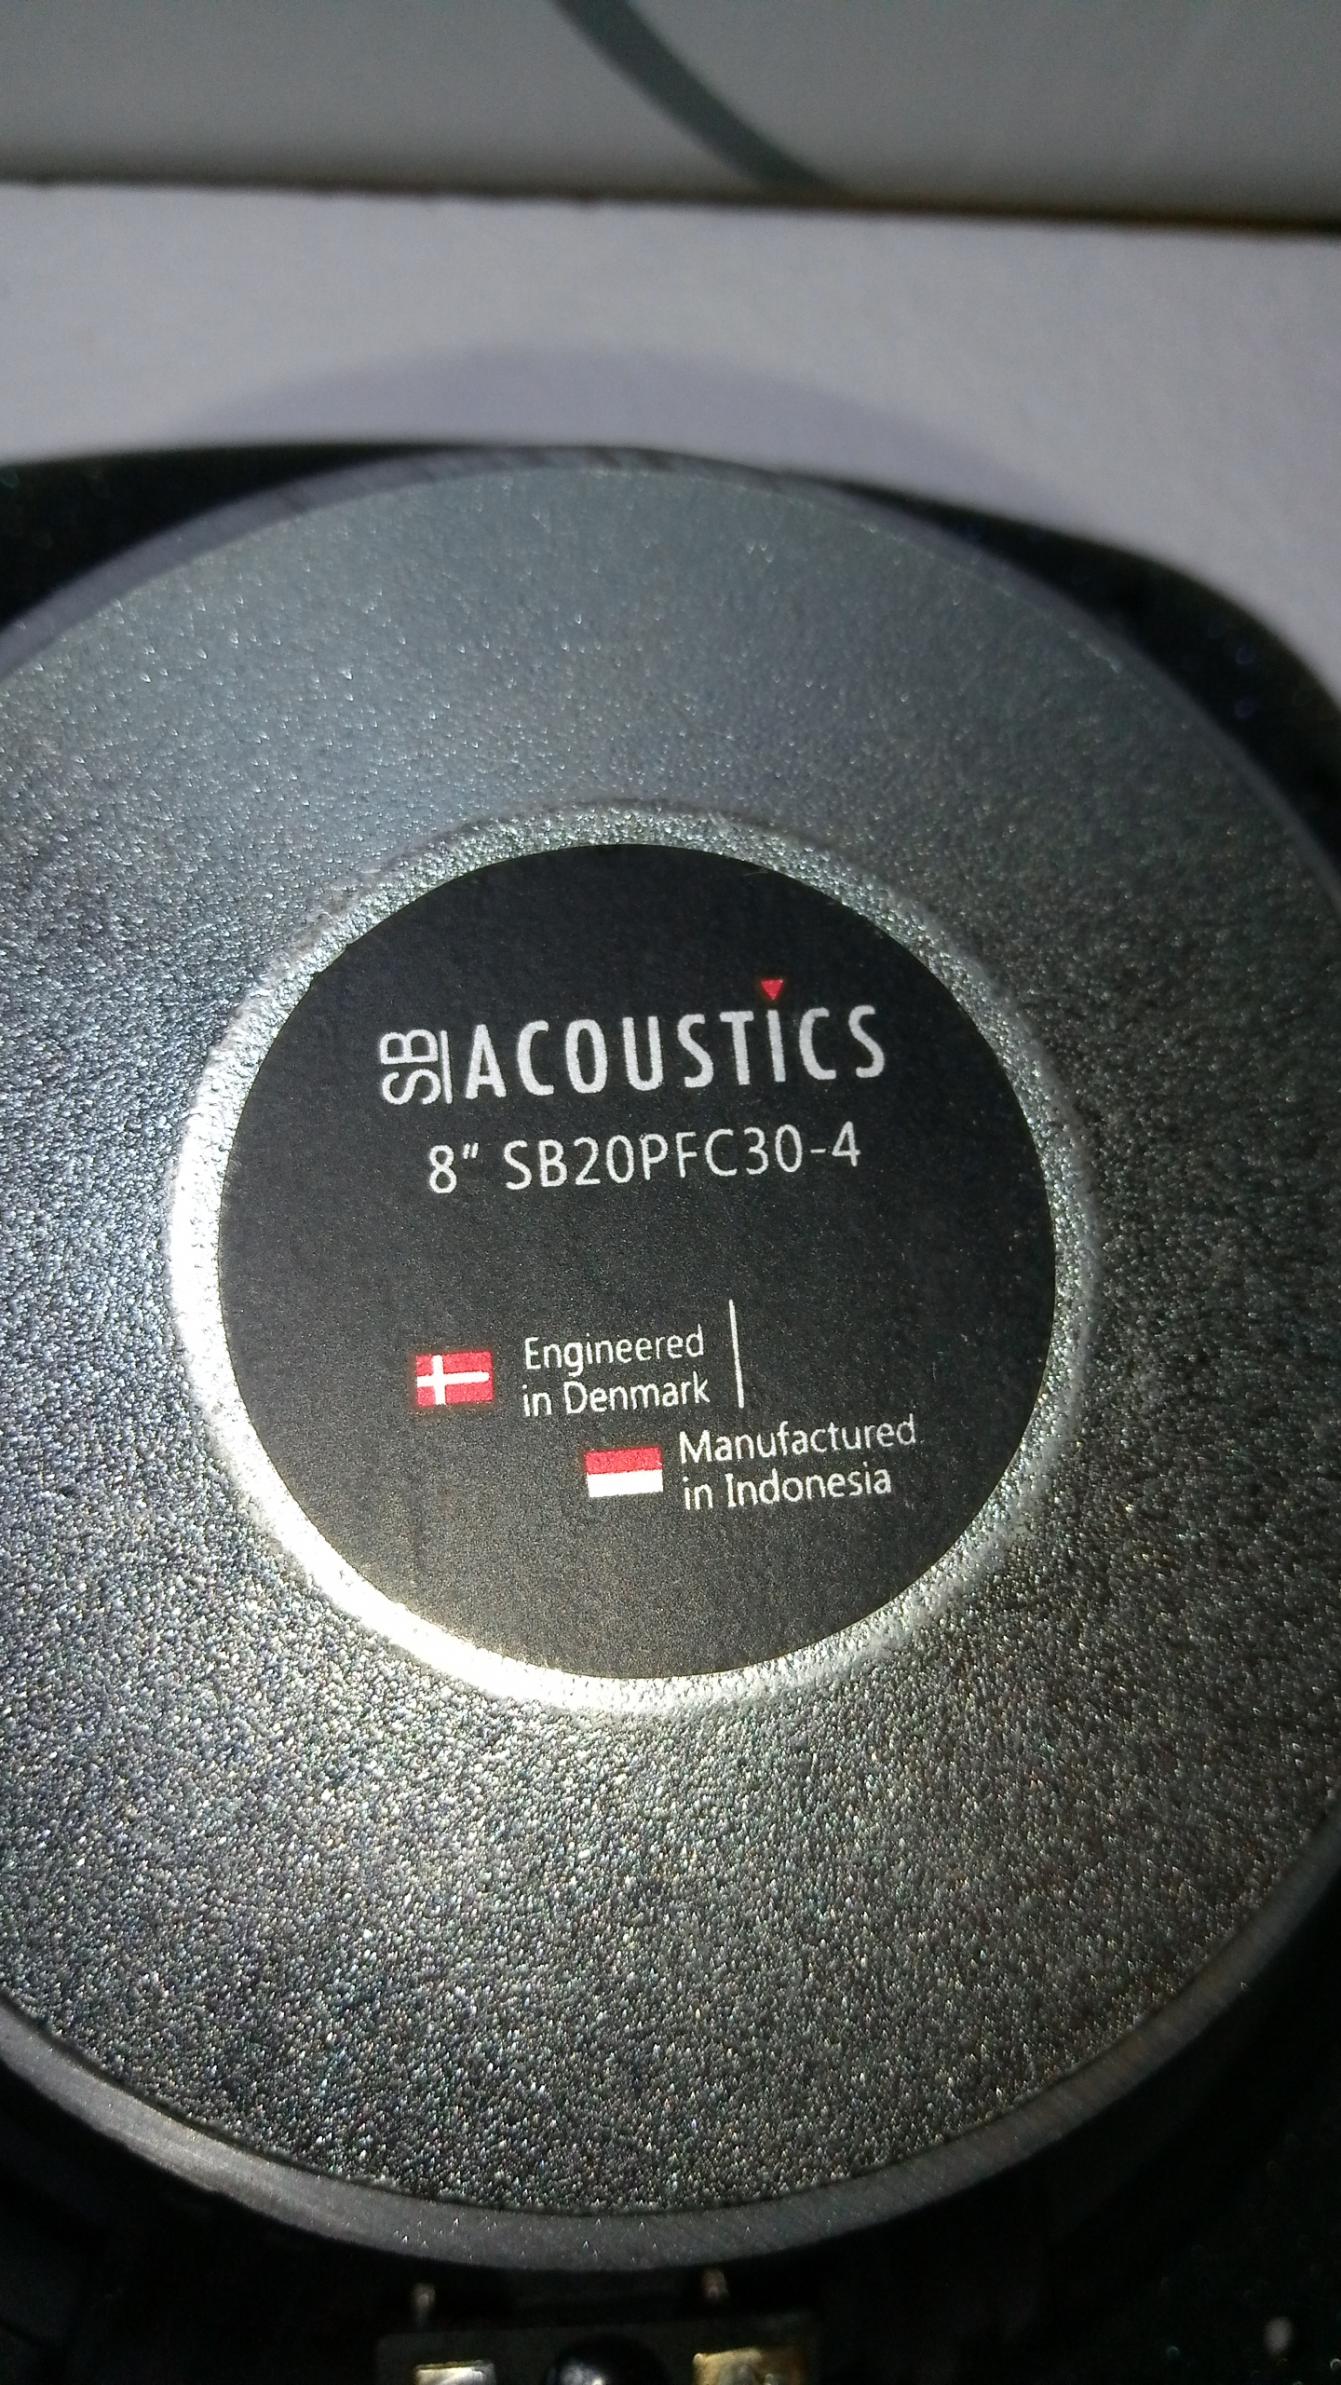 SB ACOUSTICS
8" SB20PFC30-4
Engineered
in Denmark
Manufactured
in Indonesia